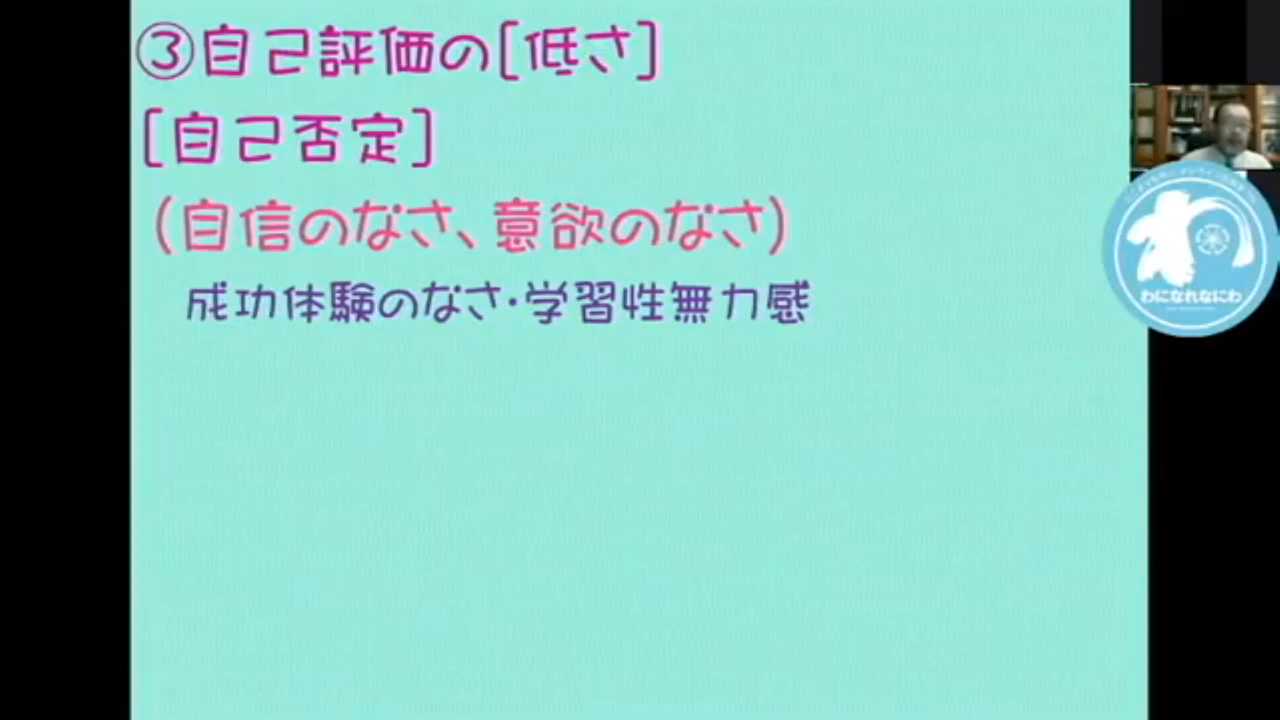 ③自己評価の[低さ]
[自己否定]
(自信のなさ、意欲のなさ)
成功体験のなさ・学習性無力感
わになれなにわ